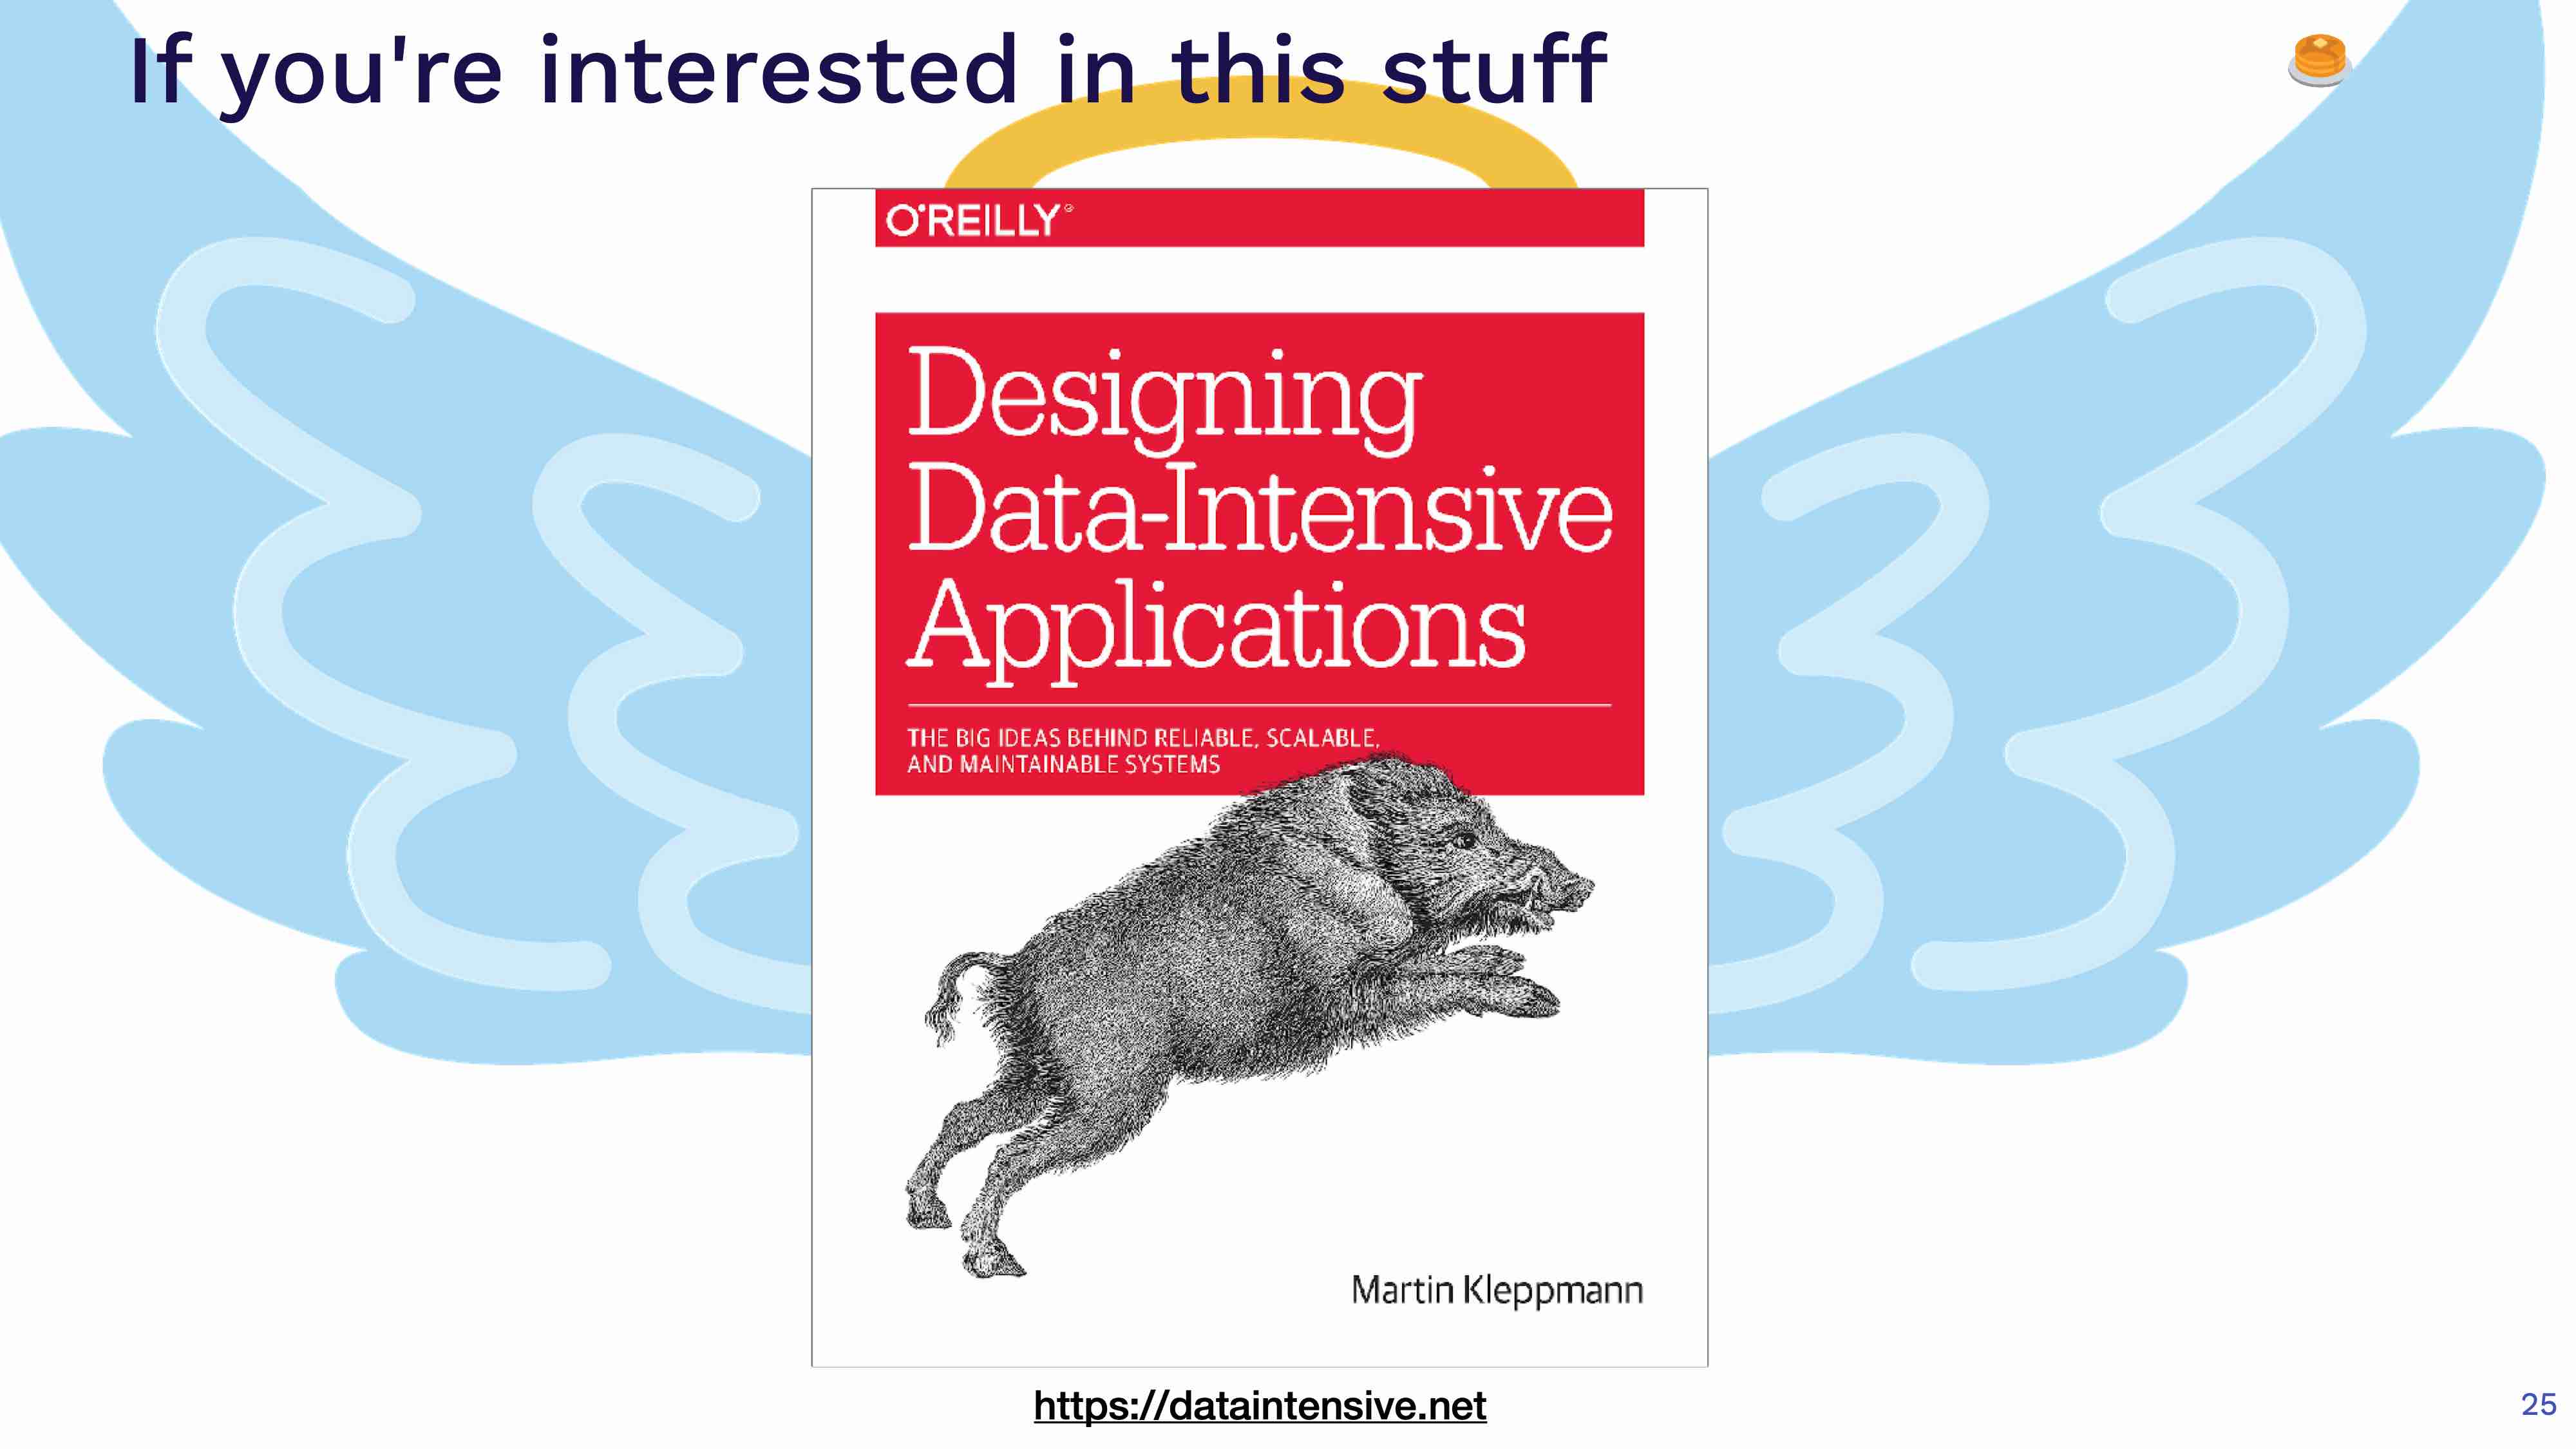 If you're interested in this stuff
O'REILLY®
Designing
Data-Intensive
Applications
THE BIG IDEAS BEHIND RELIABLE, SCALABLE,
AND MAINTAINABLE SYSTEMS
Martin Kleppmann
https://dataintensive.net
25